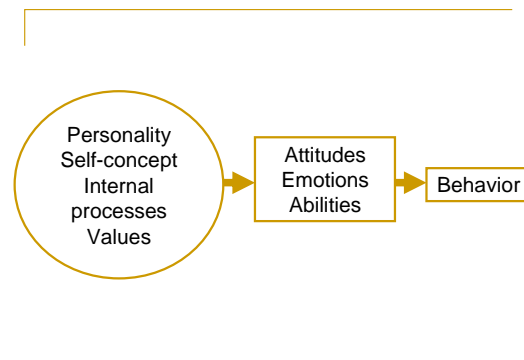 Personality
Self-concept
Internal
processes
Values
Attitudes
Emotions
Abilities
Behavior